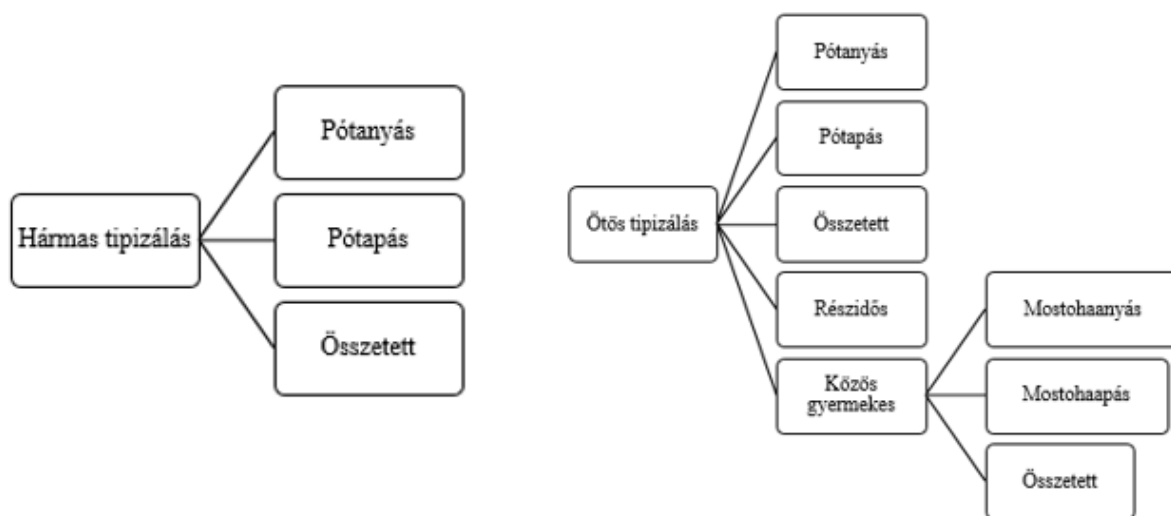 Hármas tipizálás
Pótanyás
Pótapás
Összetett
Ötös tipizálás
Pótanyás
Pótapás
Összetett
Részidős
Közös
gyermekes
Mostohaanyás
Mostohaapás
Összetett